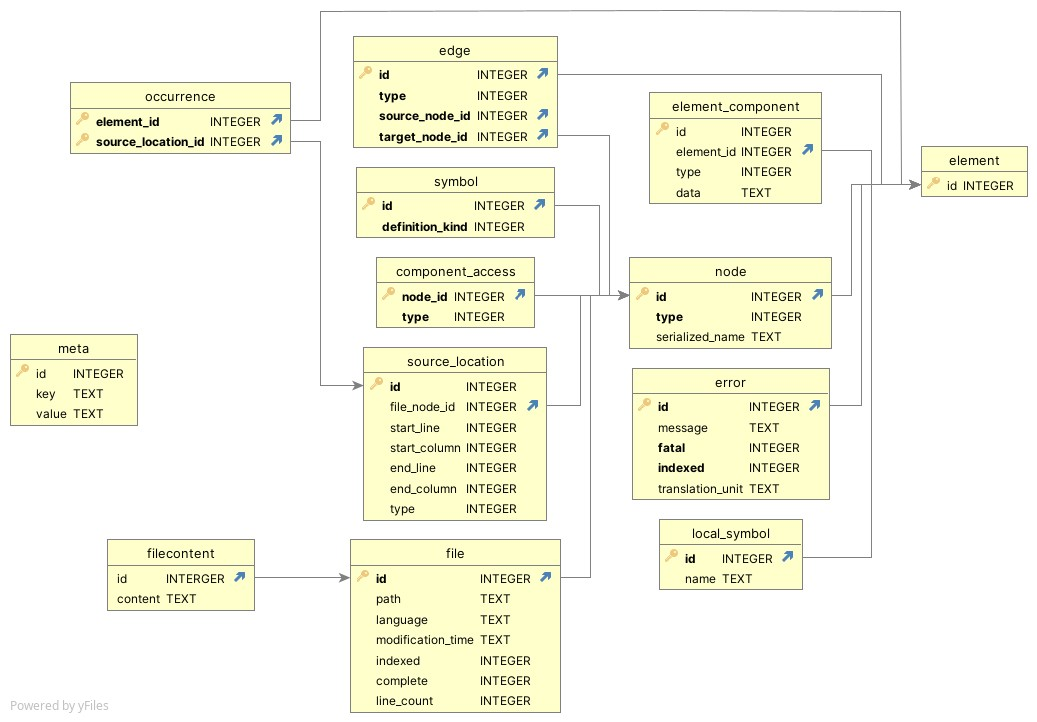 occurrence
element_id INTEGER
source_location_id INTEGER
edge
id INTEGER
type INTEGER
source_node_id INTEGER
target_node_id INTEGER
element_component
id INTEGER
element_id INTEGER
type INTEGER
data TEXT
element
id INTEGER
symbol
id INTEGER
definition_kind INTEGER
component_access
node_id INTEGER
type INTEGER
node
id INTEGER
type INTEGER
serialized_name TEXT
meta
id INTEGER
key TEXT
value TEXT
source_location
id INTEGER
file_node_id INTEGER
start_line INTEGER
start_column INTEGER
end_line INTEGER
end_column INTEGER
type INTEGER
error
id INTEGER
message TEXT
fatal INTEGER
indexed INTEGER
translation_unit TEXT
local_symbol
id INTEGER
name TEXT
filecontent
id INTERGER
content TEXT
file
id INTEGER
path TEXT
language TEXT
modification_time TEXT
indexed INTEGER
complete INTEGER
line_count INTEGER
Powered by yFiles